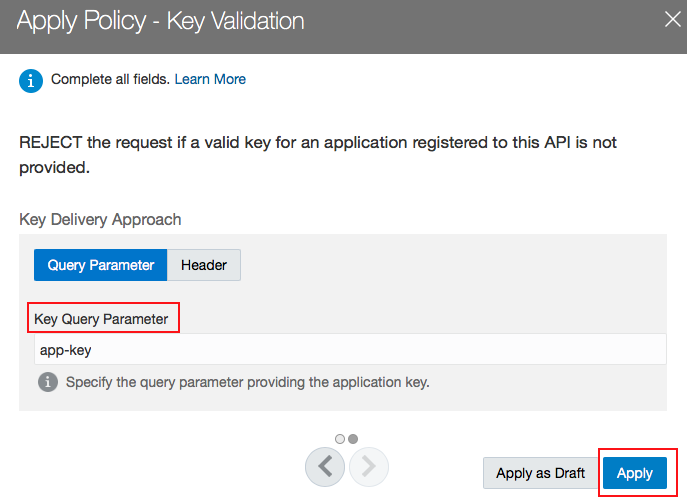 Apply Policy - Key Validation
Complete all fields. Learn More
REJECT the request if a valid key for an application registered to this API is not
provided.
Key Delivery Approach
Query Parameter Header
Key Query Parameter
app-key
Specify the query parameter providing the application key.
Apply as Draft Apply